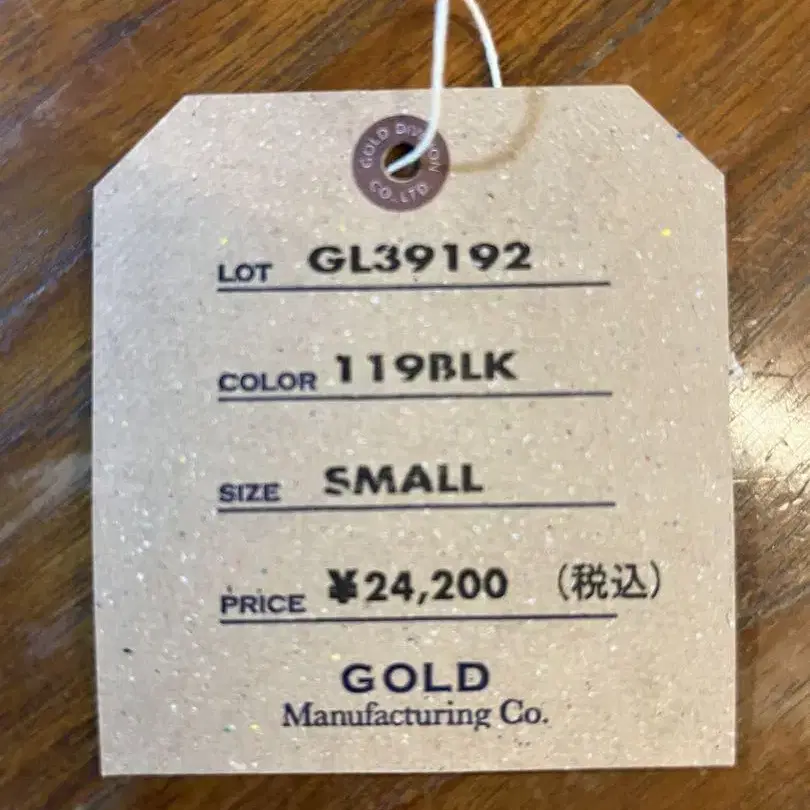 GOLD DIVISION
CO., LTD
LOT GL39192
COLOR 119BLK
SIZE SMALL
PRICE ¥24,200 (税込)
GOLD
Manufacturing Co.